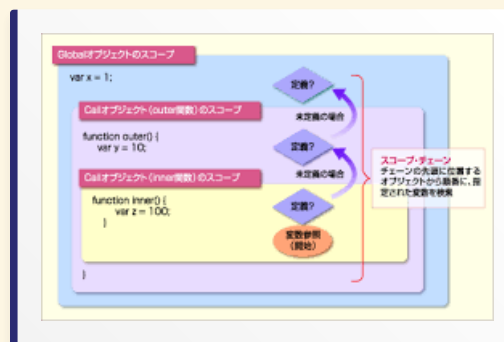 Globalオブジェクトのスコープ
var x = 1;
定義?
未定義の場合
Callオブジェクト(outer関数)のスコープ
function outer() {
var y = 10;
定義?
未定義の場合
Callオブジェクト(inner関数)のスコープ
function inner() {
var z = 100;
}
定義?
変数参照
(開始)
}
スコープ・チェーン
チェーンの先頭に位置する
オブジェクトから順番に、指
定された変数を検索